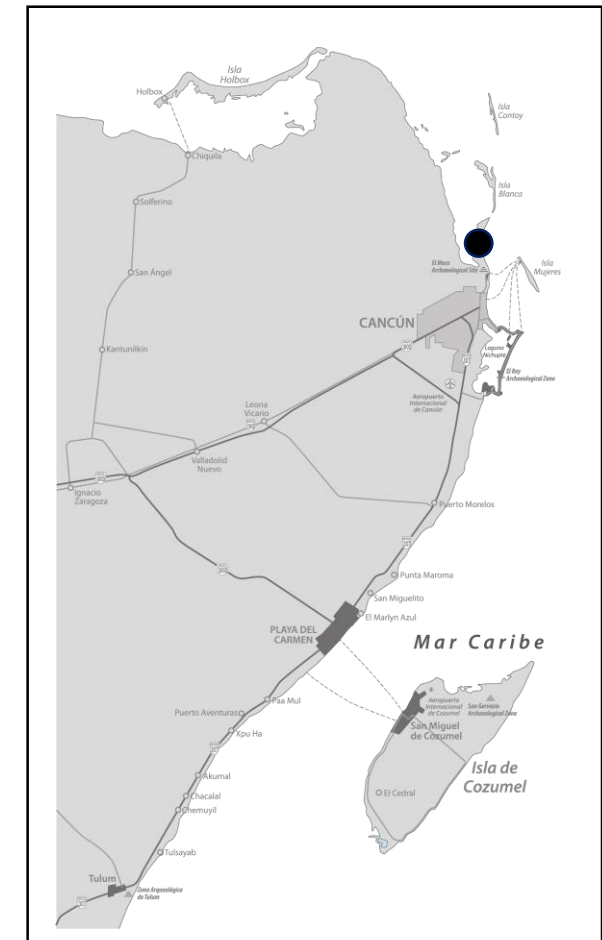 Isla
Holbox
Holbox
Chiquila
Isla
Contoy
Solferino
Isla
Blanca
San Ángel
El Meco
Archaeological Site
Isla
Mujeres
CANCÚN
Kantunilkín
Laguna
Nichupte
El Rey
Archaeological Zone
Aeropuerto
Internacional
de Cancún
Leona
Vicario
Valladolid
Nuevo
Ignacio
Zaragoza
Puerto Morelos
Punta Maroma
San Miguelito
El Marlyn Azul
PLAYA DEL
CARMEN
Mar Caribe
Paa Mul
Puerto Aventuras
Xpu Ha
Aeropuerto
Internacional
de Cozumel
San Gervasio
Archaeological Zone
San Miguel
de Cozumel
Isla de
Cozumel
El Cedral
Akumal
Chacalal
Chemuyil
Tulsayab
Tulum
Zona Arqueológica
de Tulum